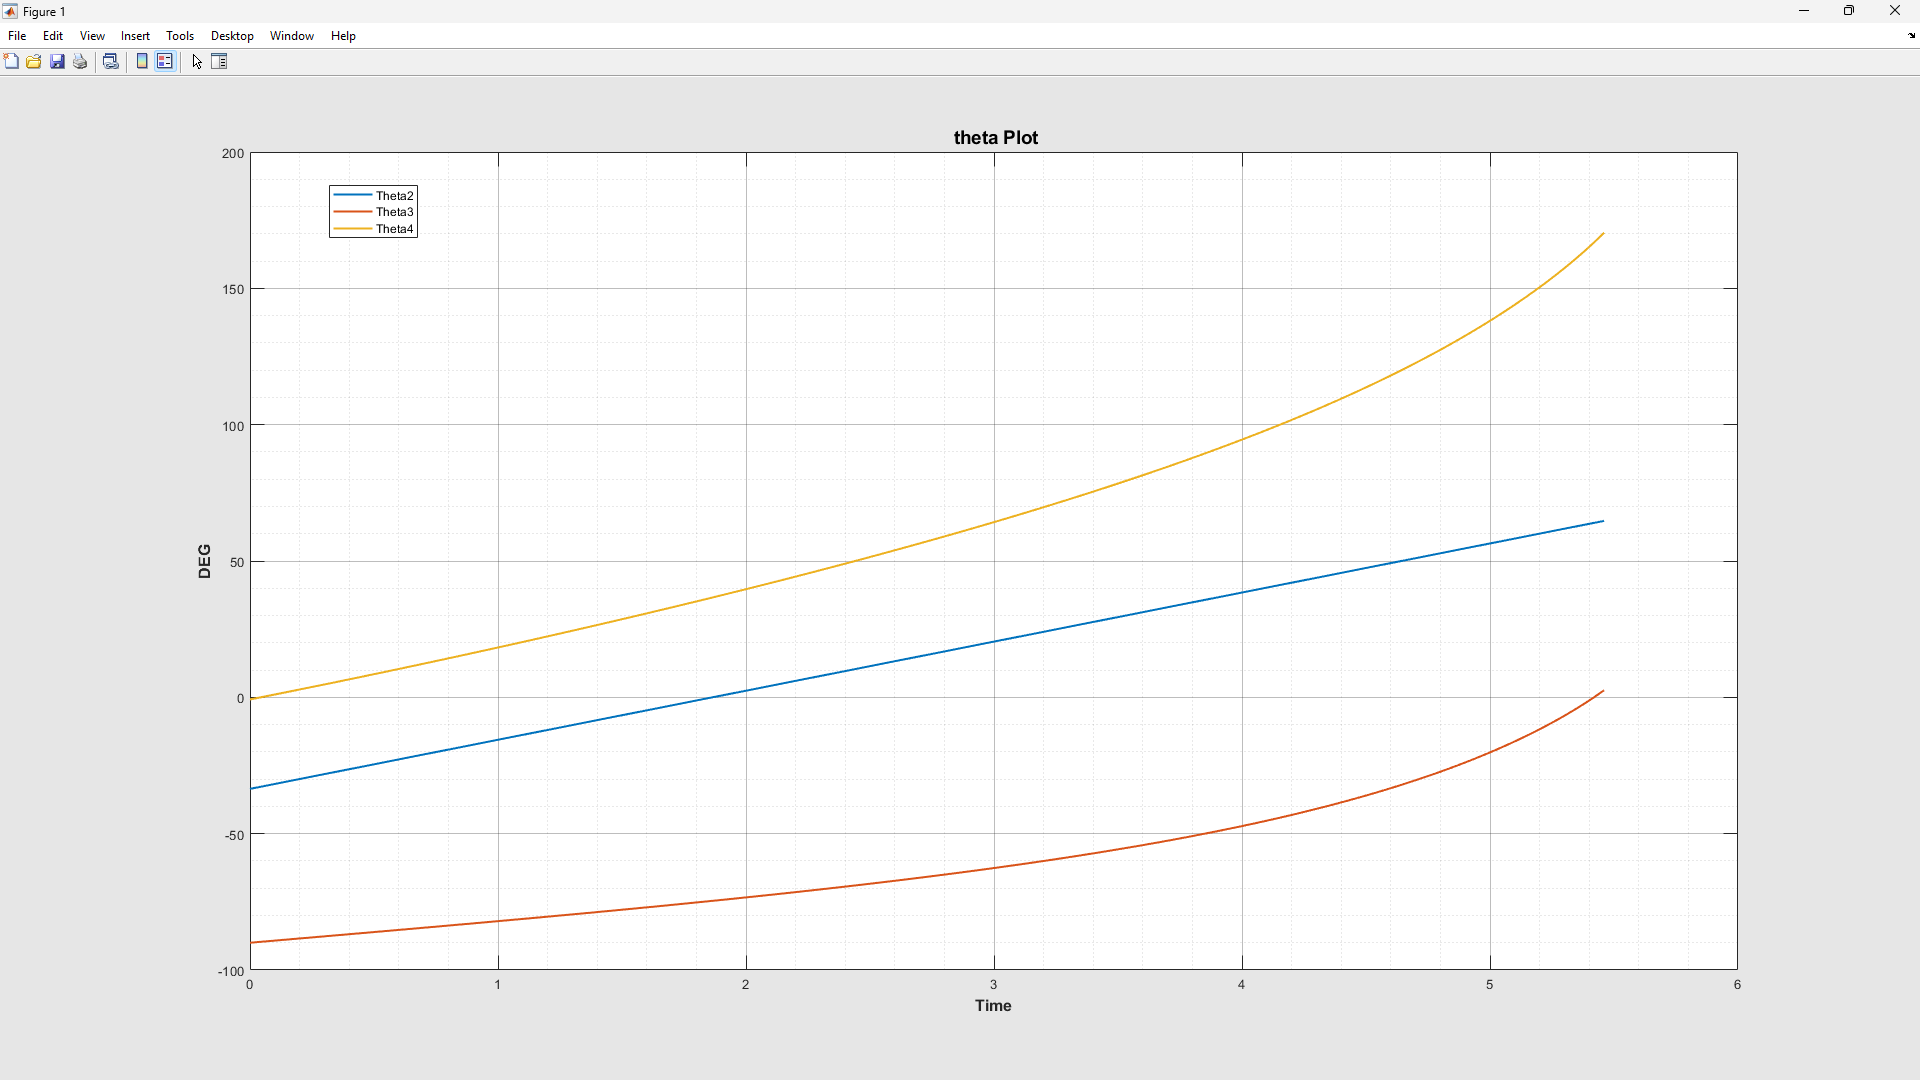 Figure 1
File Edit View Insert Tools Desktop Window Help
theta Plot
200
Theta2
Theta3
Theta4
150
100
50
0
-50
-100
DEG
0 1 2 3 4 5 6
Time